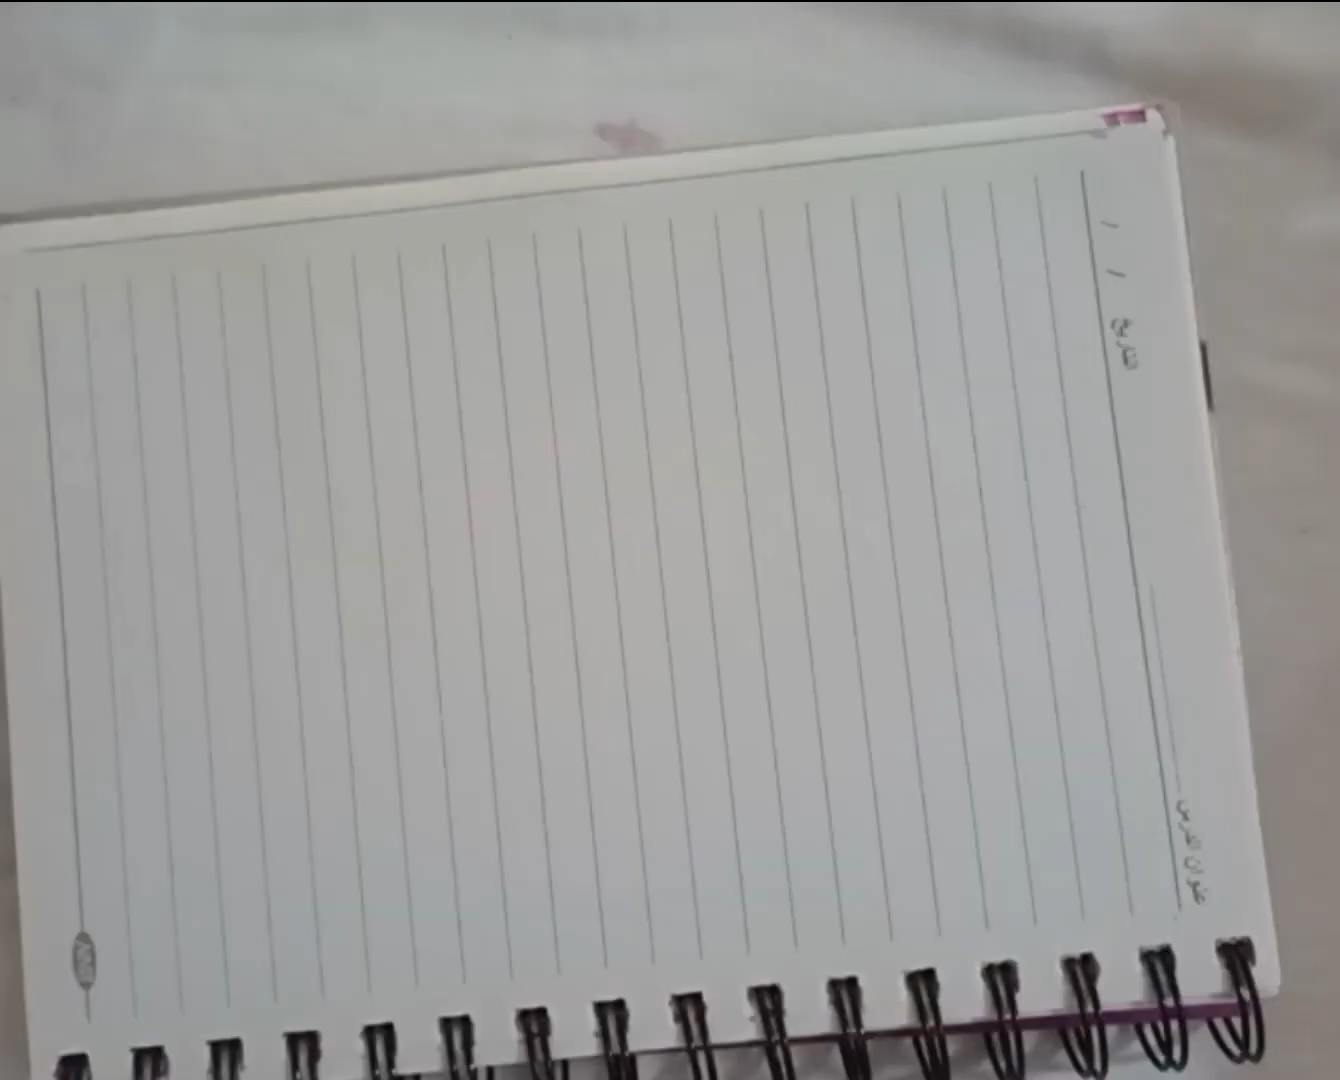 عنوان الدرس
التاريخ / /